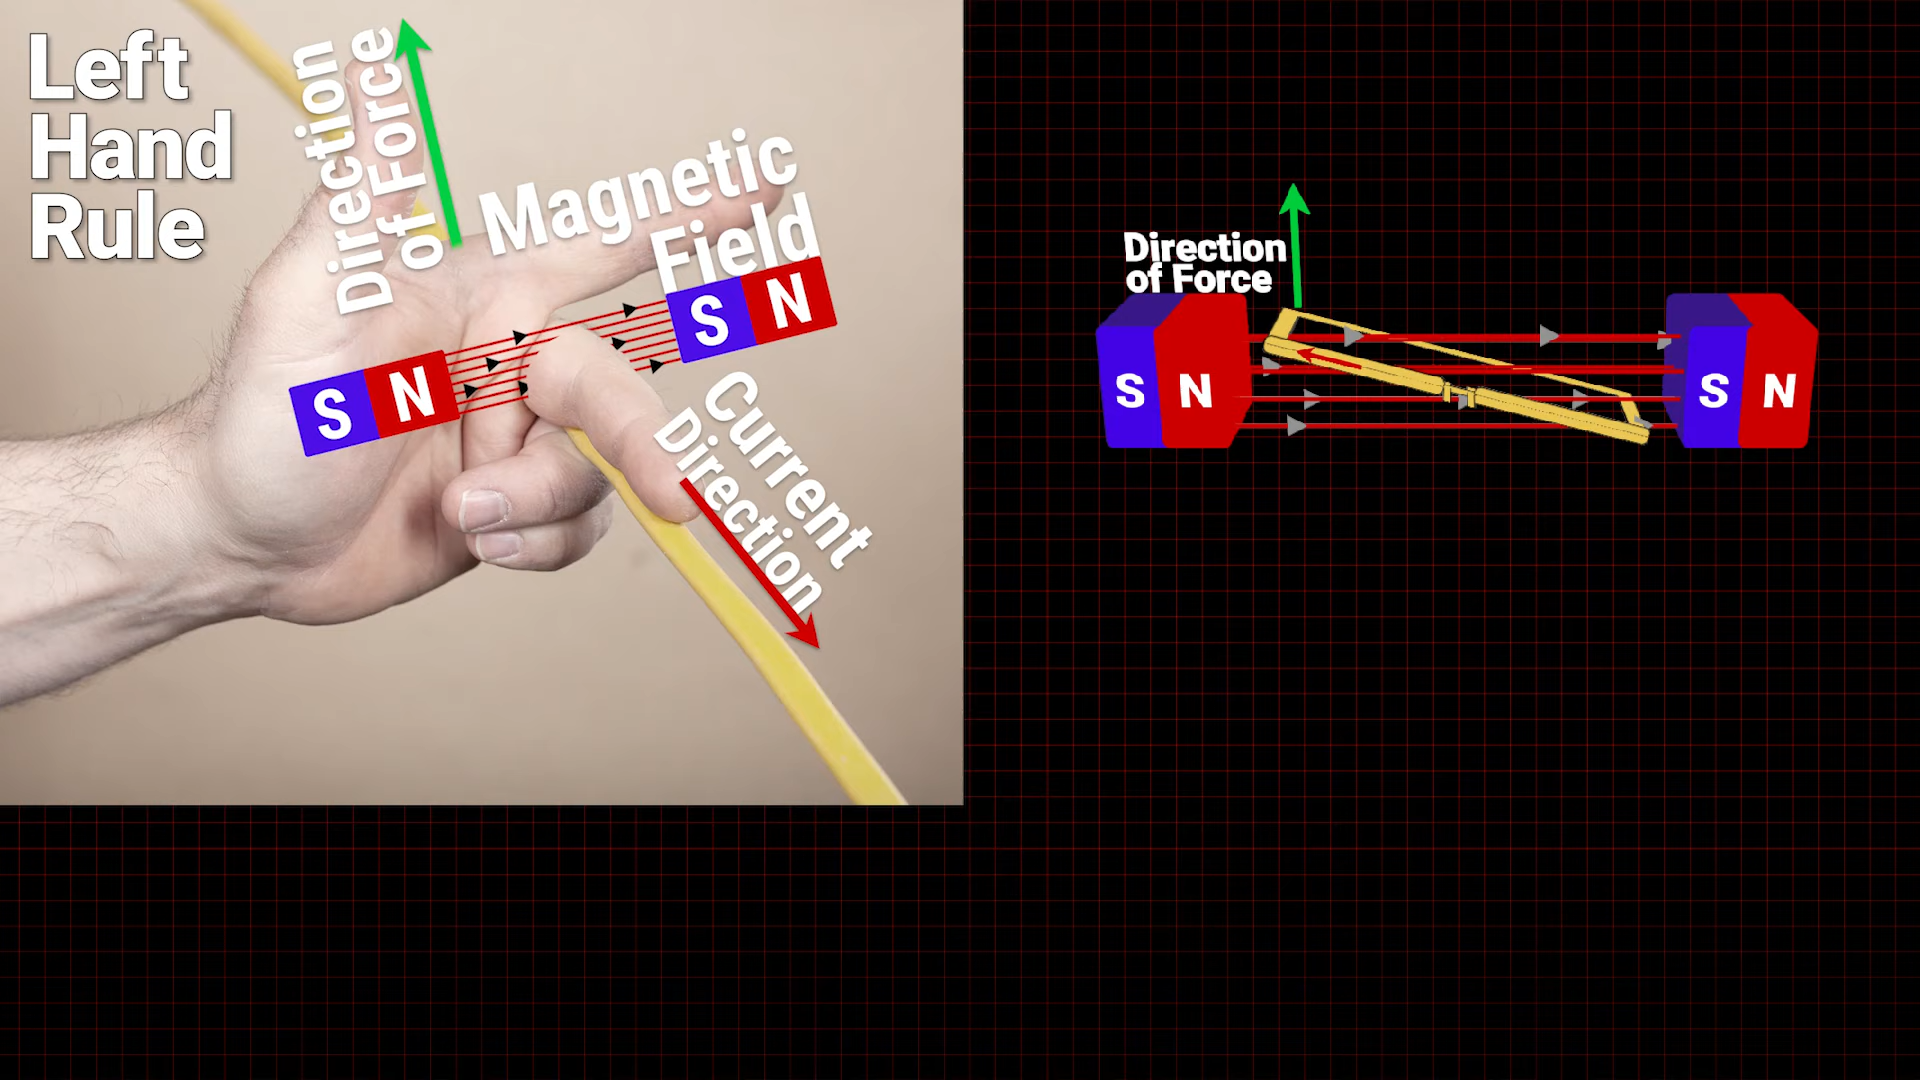 Left
Hand
Rule
Direction
of Force
Magnetic
Field
S N
S N
Current
Direction
Direction
of Force
S N
S N